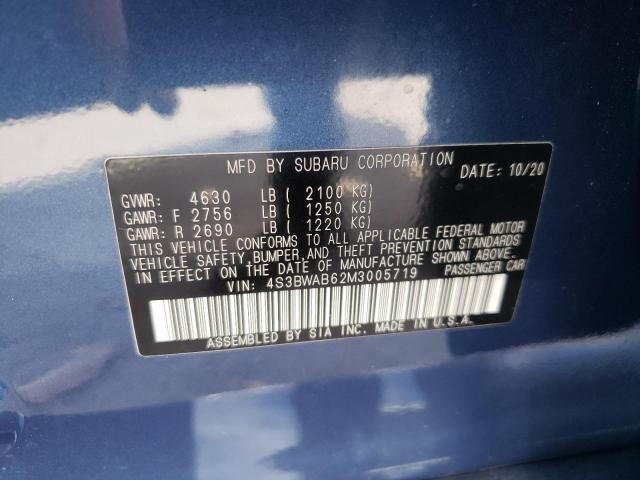 MFD BY SUBARU CORPORATION DATE: 10/20
GVWR: 4630 LB ( 2100 KG)
GAWR: F 2756 LB ( 1250 KG)
GAWR: R 2690 LB ( 1220 KG)
THIS VEHICLE CONFORMS TO ALL APPLICABLE FEDERAL MOTOR
VEHICLE SAFETY, BUMPER, AND THEFT PREVENTION STANDARDS
IN EFFECT ON THE DATE OF MANUFACTURE SHOWN ABOVE.
VIN: 4S3BWAB62M3005719 PASSENGER CAR
ASSEMBLED BY SIA INC. MADE IN U.S.A.